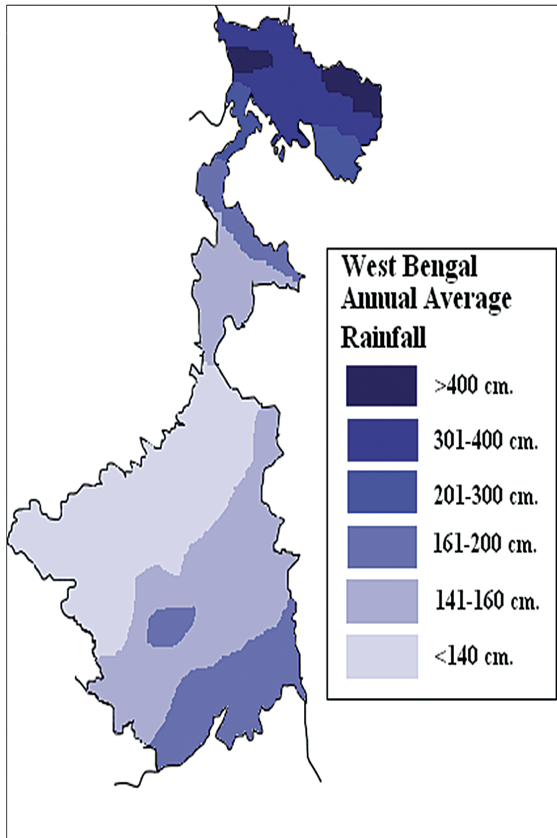 West Bengal
Annual Average
Rainfall
>400 cm.
301-400 cm.
201-300 cm.
161-200 cm.
141-160 cm.
<140 cm.